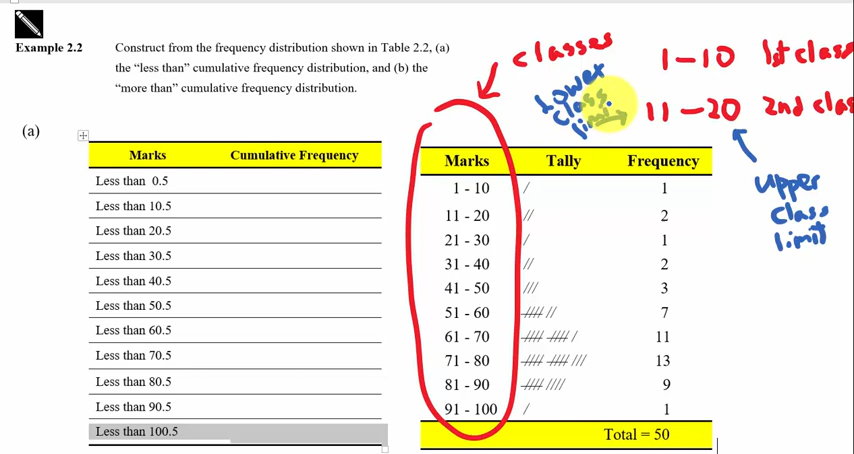 Example 2.2 Construct from the frequency distribution shown in Table 2.2, (a)
the “less than” cumulative frequency distribution, and (b) the
“more than” cumulative frequency distribution.
classes
1-10 1st class
Lower class limit
11-20 2nd clas
upper
class
limit
(a)
Marks Cumulative Frequency
Less than 0.5
Less than 10.5
Less than 20.5
Less than 30.5
Less than 40.5
Less than 50.5
Less than 60.5
Less than 70.5
Less than 80.5
Less than 90.5
Less than 100.5
Marks Tally Frequency
1 - 10 / 1
11 - 20 // 2
21 - 30 / 1
31 - 40 // 2
41 - 50 /// 3
51 - 60 //// // 7
61 - 70 //// //// / 11
71 - 80 //// //// /// 13
81 - 90 //// //// 9
91 - 100 / 1
Total = 50